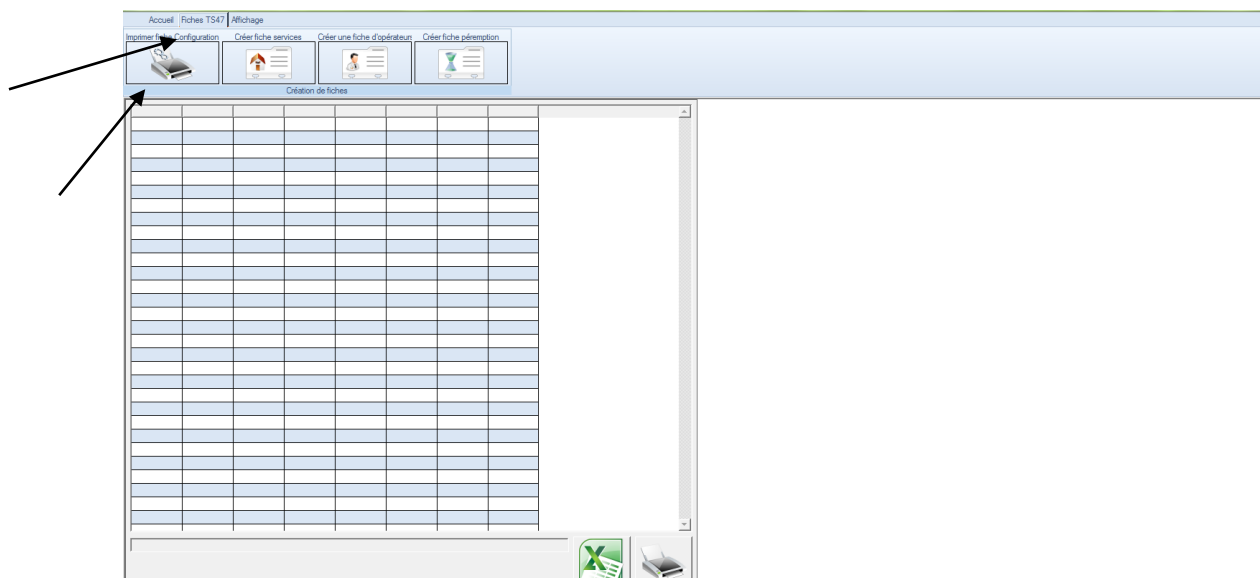 Accueil Fiches TS47 Affichage
Imprimer fiche Configuration Créer fiche services Créer une fiche d'opérateur Créer fiche péremption
Création de fiches